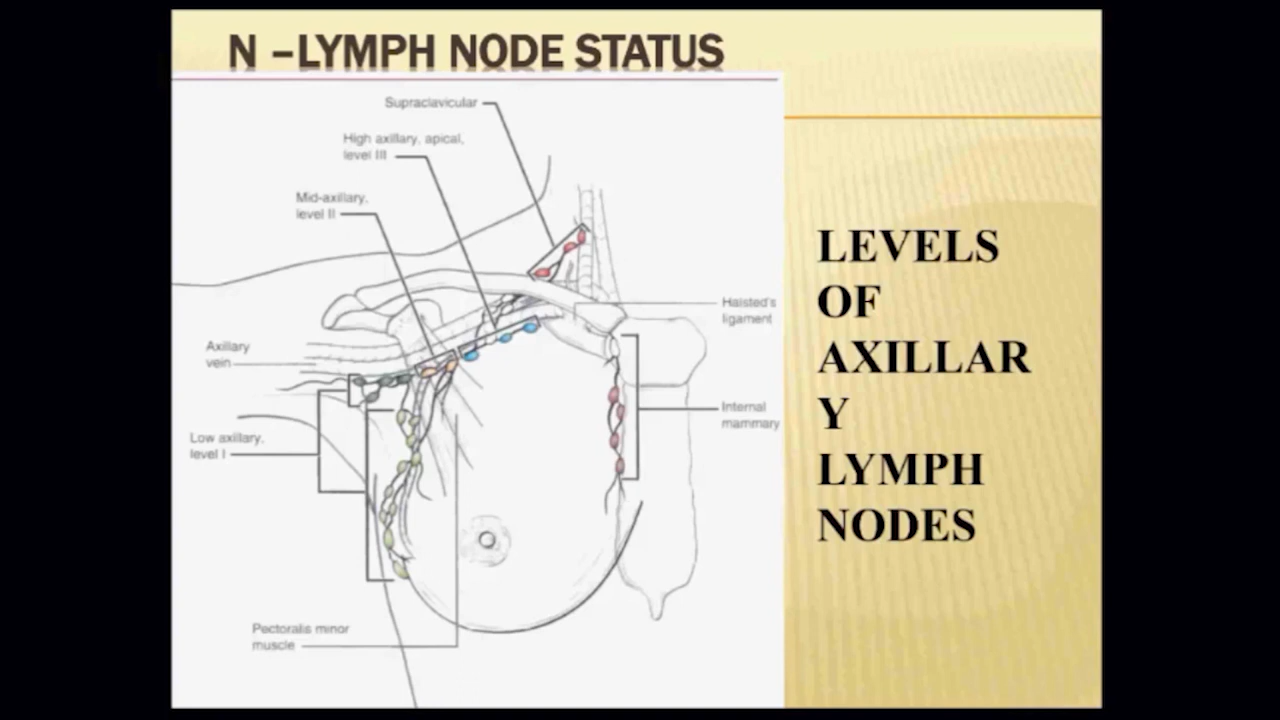 N –LYMPH NODE STATUS
Supraclavicular
High axillary, apical,
level III
Mid-axillary,
level II
Halsted's
ligament
Axillary
vein
Internal
mammary
Low axillary,
level I
Pectoralis minor
muscle
LEVELS
OF
AXILLAR
Y
LYMPH
NODES